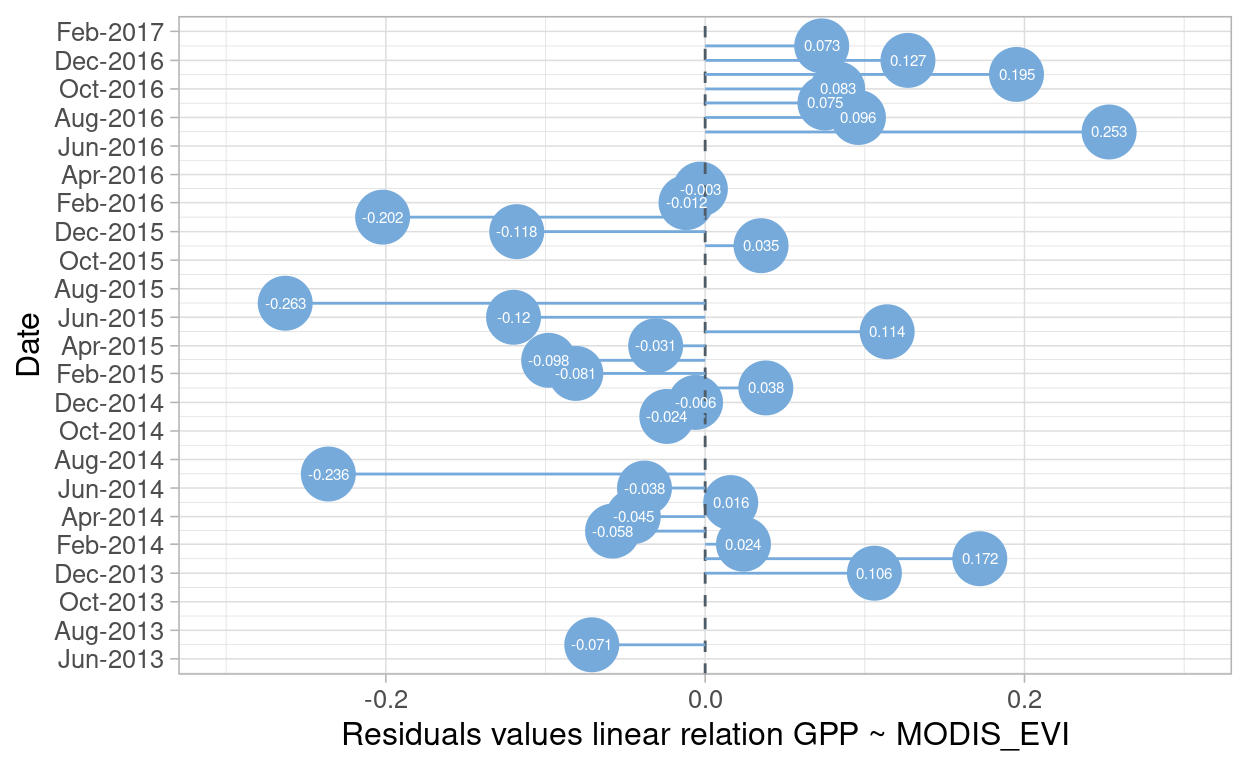 Feb-2017
Dec-2016
Oct-2016
Aug-2016
Jun-2016
Apr-2016
Feb-2016
Dec-2015
Oct-2015
Aug-2015
Jun-2015
Apr-2015
Feb-2015
Dec-2014
Oct-2014
Aug-2014
Jun-2014
Apr-2014
Feb-2014
Dec-2013
Oct-2013
Aug-2013
Jun-2013
Date
0.073
0.127
0.195
0.083
0.075
0.096
0.253
-0.003
-0.012
-0.202
-0.118
0.035
-0.263
-0.12
0.114
-0.031
-0.098
-0.081
0.038
-0.006
-0.024
-0.236
-0.038
0.016
-0.045
-0.058
0.024
0.172
0.106
-0.071
-0.2
0.0
0.2
Residuals values linear relation GPP ~ MODIS_EVI